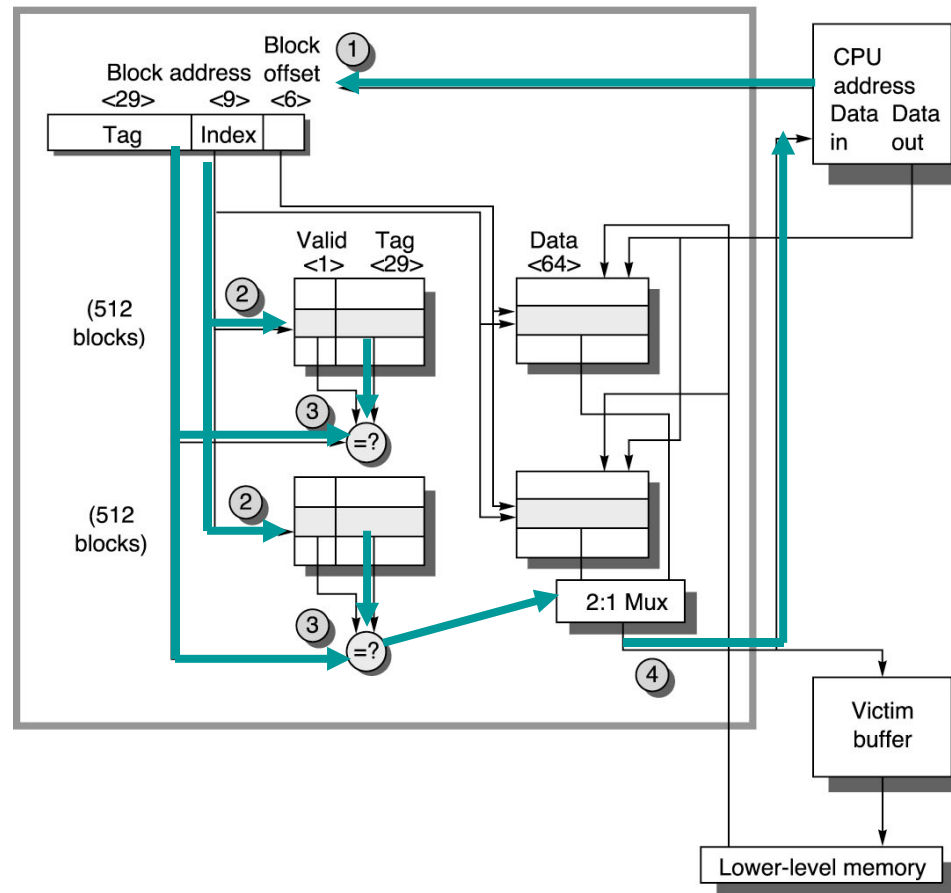 1
Block
Block address offset
<29> <9> <6>
Tag Index
CPU
address
Data Data
in out
Valid Tag
<1> <29>
Data
<64>
2
(512
blocks)
3
=?
2
(512
blocks)
3
=?
2:1 Mux
4
Victim
buffer
Lower-level memory